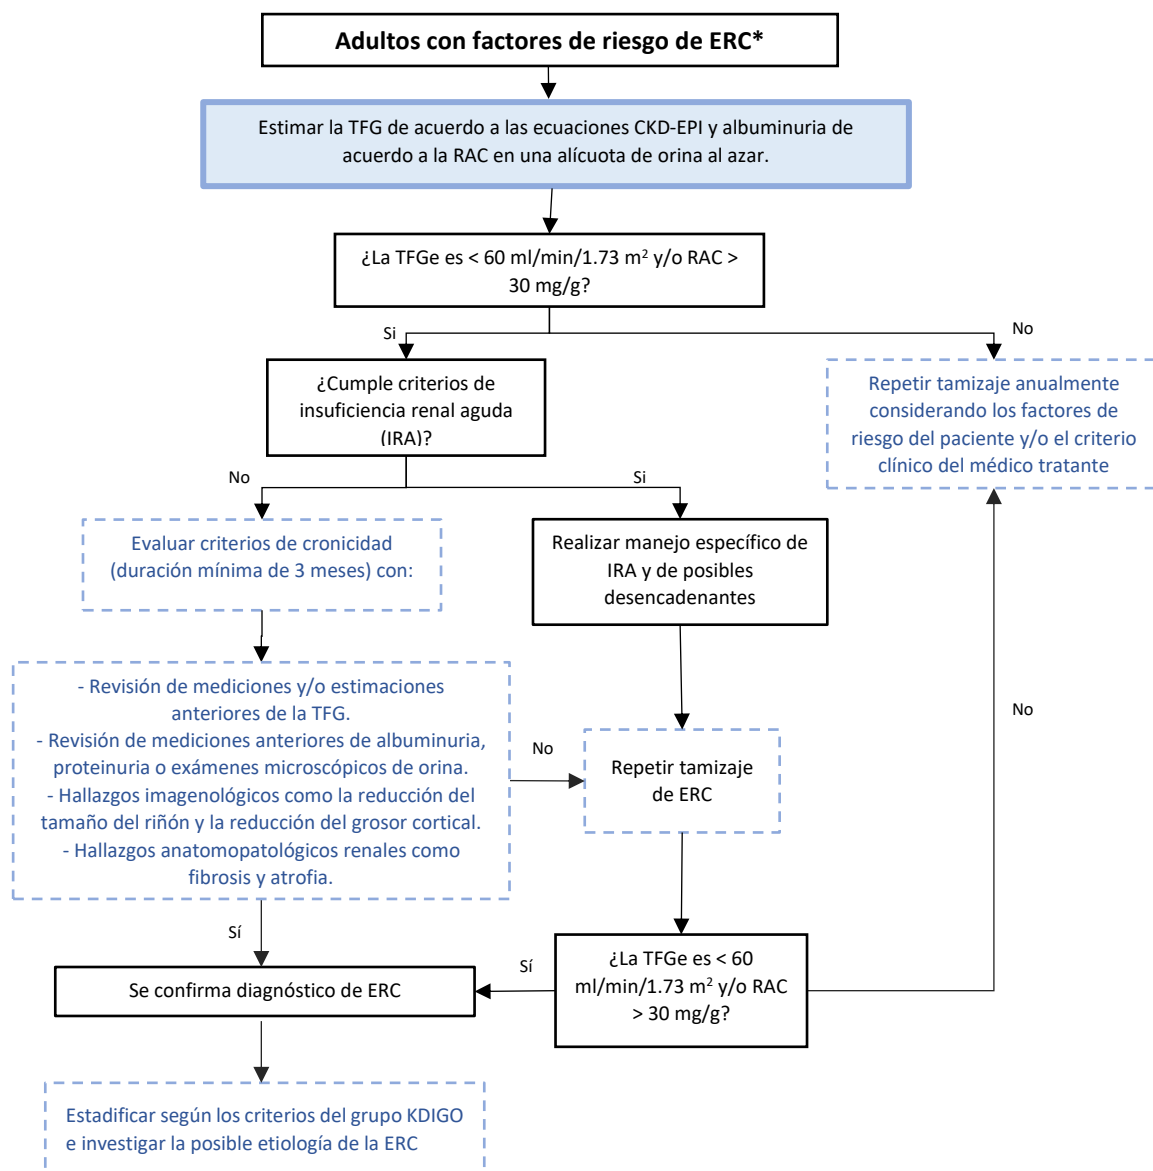 Adultos con factores de riesgo de ERC*
Estimar la TFG de acuerdo a las ecuaciones CKD-EPI y albuminuria de
acuerdo a la RAC en una alícuota de orina al azar.
¿La TFGe es < 60 ml/min/1.73 m² y/o RAC >
30 mg/g?
Si
No
¿Cumple criterios de
insuficiencia renal aguda
(IRA)?
Repetir tamizaje anualmente
considerando los factores de
riesgo del paciente y/o el criterio
clínico del médico tratante
No
Si
Evaluar criterios de cronicidad
(duración mínima de 3 meses) con:
Realizar manejo específico de
IRA y de posibles
desencadenantes
- Revisión de mediciones y/o estimaciones
anteriores de la TFG.
- Revisión de mediciones anteriores de albuminuria,
proteinuria o exámenes microscópicos de orina.
- Hallazgos imagenológicos como la reducción del
tamaño del riñón y la reducción del grosor cortical.
- Hallazgos anatomopatológicos renales como
fibrosis y atrofia.
No
Repetir tamizaje
de ERC
No
Sí
Se confirma diagnóstico de ERC
Sí
¿La TFGe es < 60
ml/min/1.73 m² y/o RAC
> 30 mg/g?
Estadificar según los criterios del grupo KDIGO
e investigar la posible etiología de la ERC